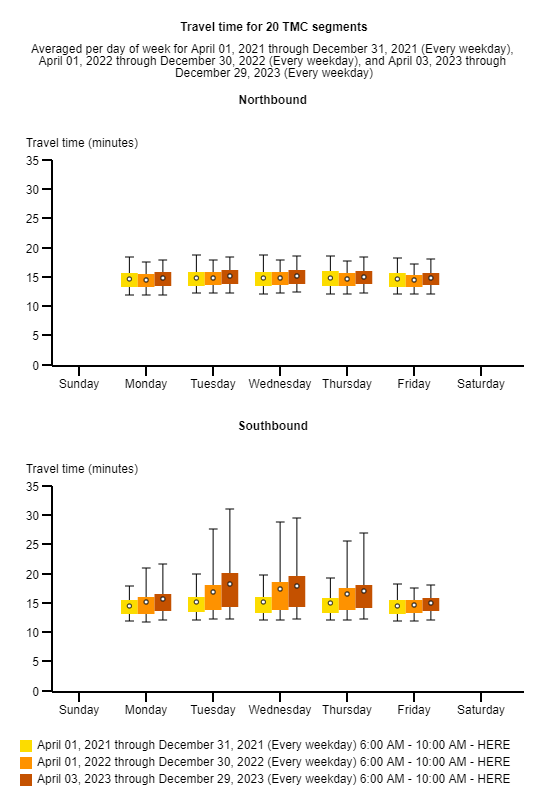 Travel time for 20 TMC segments
Averaged per day of week for April 01, 2021 through December 31, 2021 (Every weekday),
April 01, 2022 through December 30, 2022 (Every weekday), and April 03, 2023 through
December 29, 2023 (Every weekday)
Northbound
Travel time (minutes)
35
30
25
20
15
10
5
0
Sunday Monday Tuesday Wednesday Thursday Friday Saturday
Southbound
Travel time (minutes)
35
30
25
20
15
10
5
0
Sunday Monday Tuesday Wednesday Thursday Friday Saturday
April 01, 2021 through December 31, 2021 (Every weekday) 6:00 AM - 10:00 AM - HERE
April 01, 2022 through December 30, 2022 (Every weekday) 6:00 AM - 10:00 AM - HERE
April 03, 2023 through December 29, 2023 (Every weekday) 6:00 AM - 10:00 AM - HERE